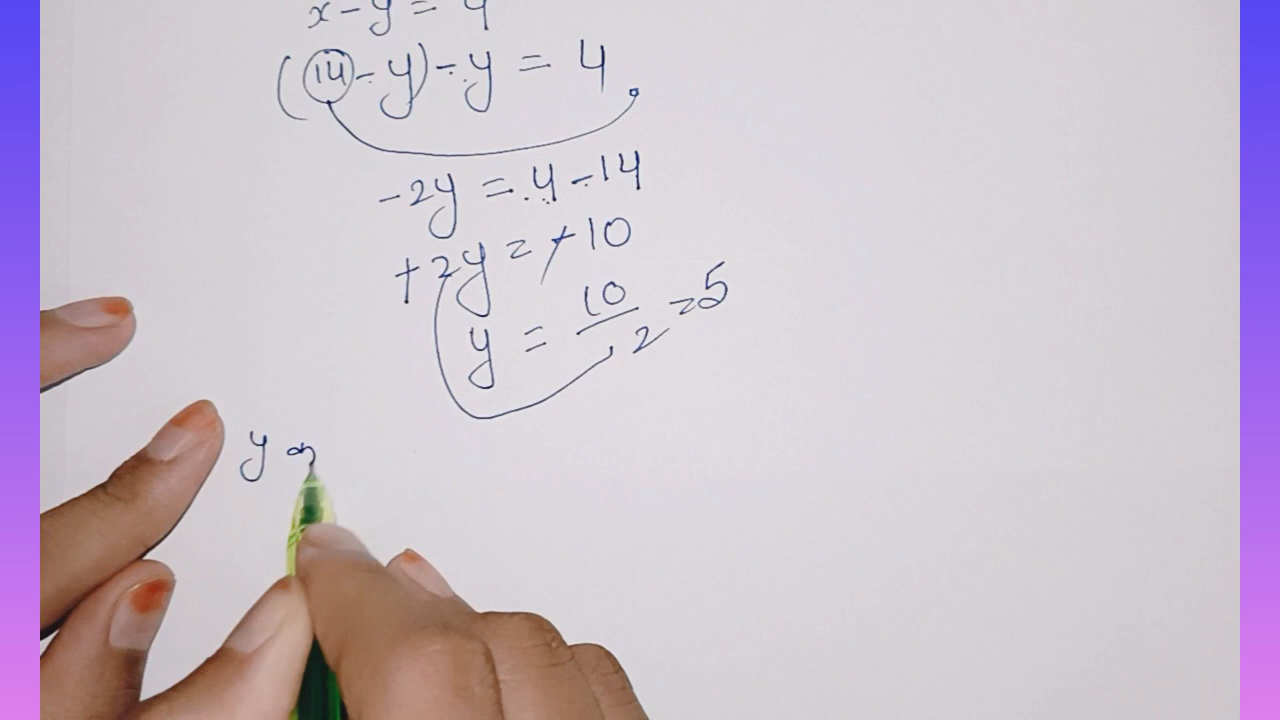 x - y = 4
(14 - y) - y = 4
-2y = 4 - 14
+2y = +10
y = 10/2 = 5
y